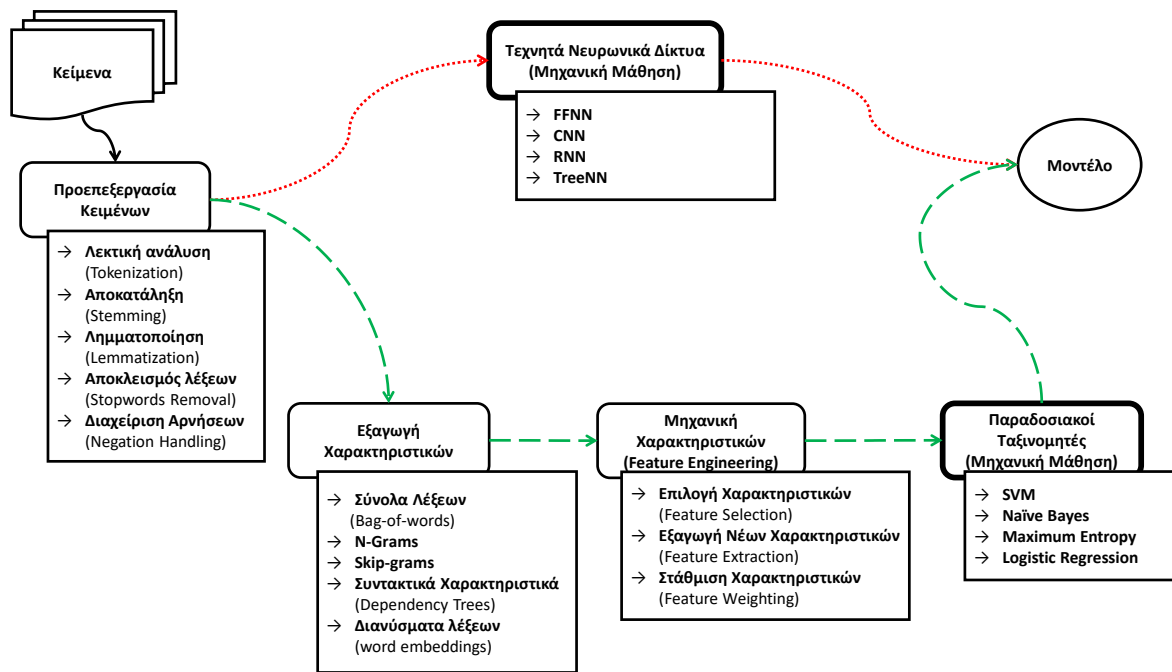 Κείμενα
Τεχνητά Νευρωνικά Δίκτυα
(Μηχανική Μάθηση)
→ FFNN
→ CNN
→ RNN
→ TreeNN
Μοντέλο
Προεπεξεργασία
Κειμένων
→ Λεκτική ανάλυση
(Tokenization)
→ Αποκατάληξη
(Stemming)
→ Λημματοποίηση
(Lemmatization)
→ Αποκλεισμός λέξεων
(Stopwords Removal)
→ Διαχείριση Αρνήσεων
(Negation Handling)
Εξαγωγή
Χαρακτηριστικών
→ Σύνολα Λέξεων
(Bag-of-words)
→ N-Grams
→ Skip-grams
→ Συντακτικά Χαρακτηριστικά
(Dependency Trees)
→ Διανύσματα λέξεων
(word embeddings)
Μηχανική
Χαρακτηριστικών
(Feature Engineering)
→ Επιλογή Χαρακτηριστικών
(Feature Selection)
→ Εξαγωγή Νέων Χαρακτηριστικών
(Feature Extraction)
→ Στάθμιση Χαρακτηριστικών
(Feature Weighting)
Παραδοσιακοί
Ταξινομητές
(Μηχανική Μάθηση)
→ SVM
→ Naïve Bayes
→ Maximum Entropy
→ Logistic Regression